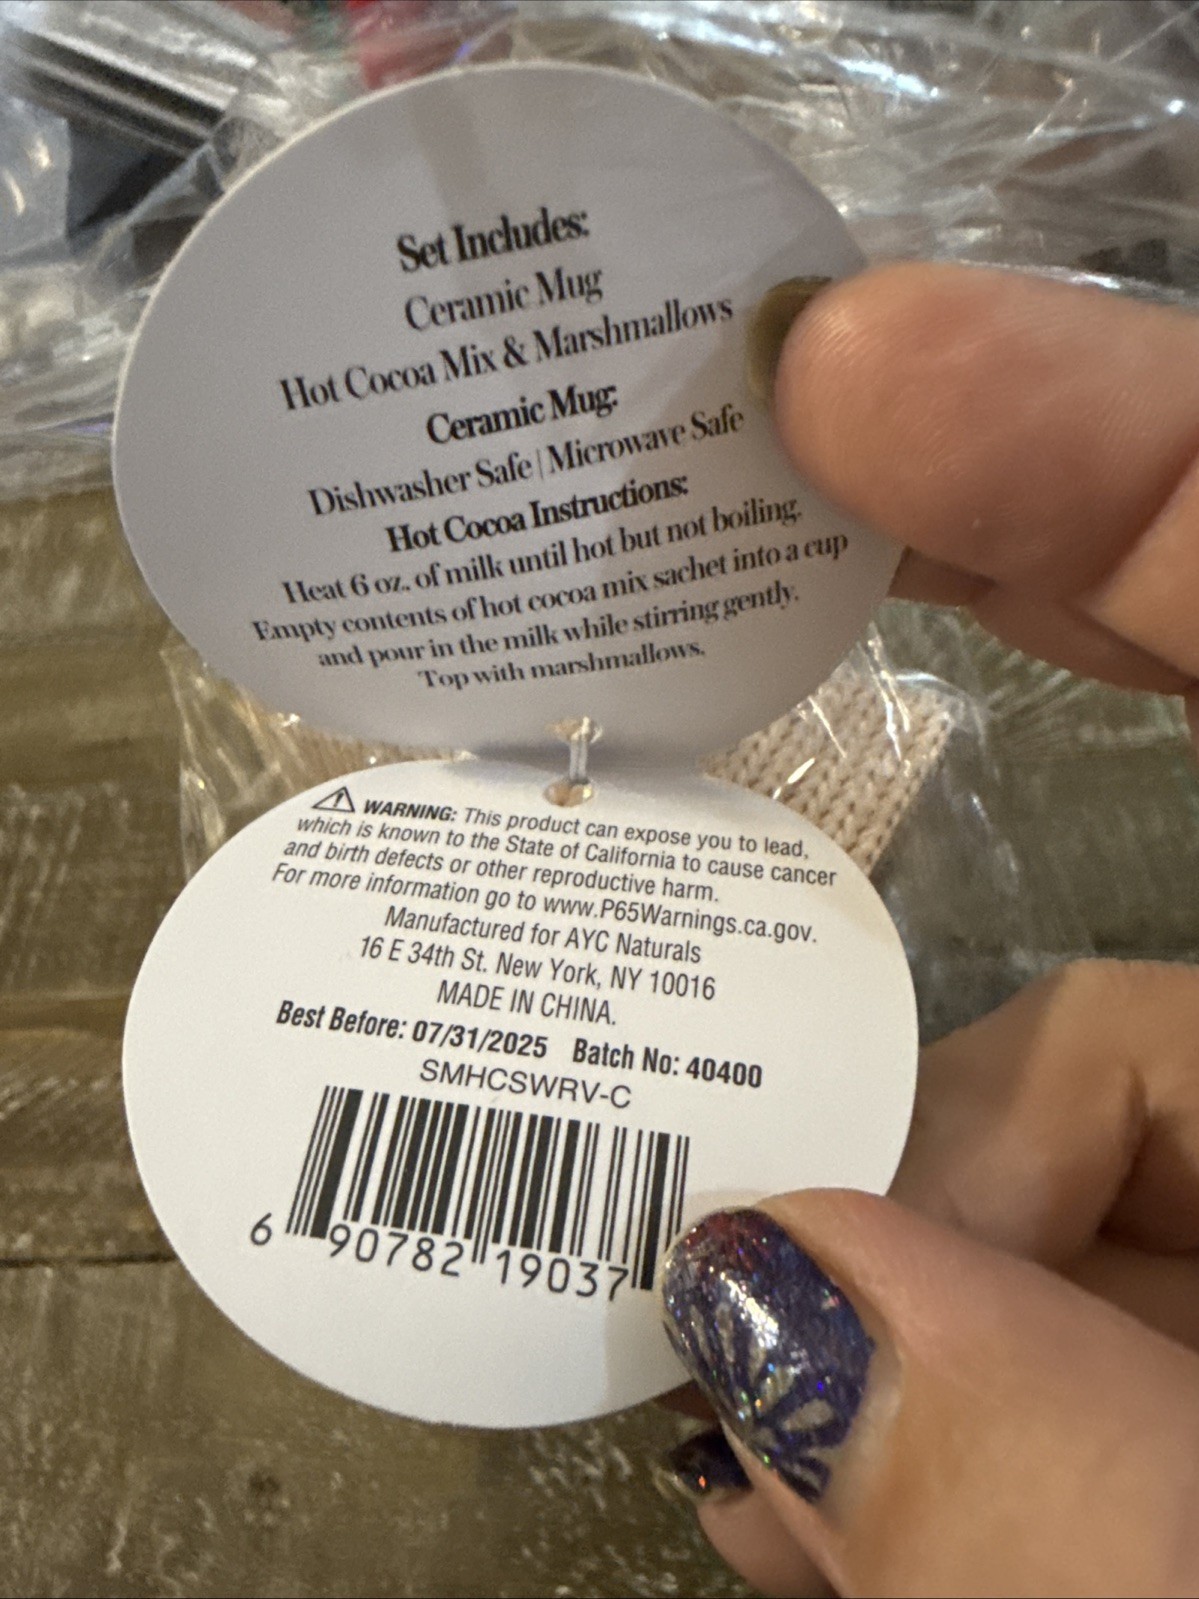 Set Includes:
Ceramic Mug
Hot Cocoa Mix & Marshmallows
Ceramic Mug:
Dishwasher Safe | Microwave Safe
Hot Cocoa Instructions:
Heat 6 oz. of milk until hot but not boiling.
Empty contents of hot cocoa mix sachet into a cup
and pour in the milk while stirring gently.
Top with marshmallows.
WARNING: This product can expose you to lead,
which is known to the State of California to cause cancer
and birth defects or other reproductive harm.
For more information go to www.P65Warnings.ca.gov.
Manufactured for AYC Naturals
16 E 34th St. New York, NY 10016
MADE IN CHINA.
Best Before: 07/31/2025 Batch No: 40400
SMHCSWRV-C
6 90782 19037